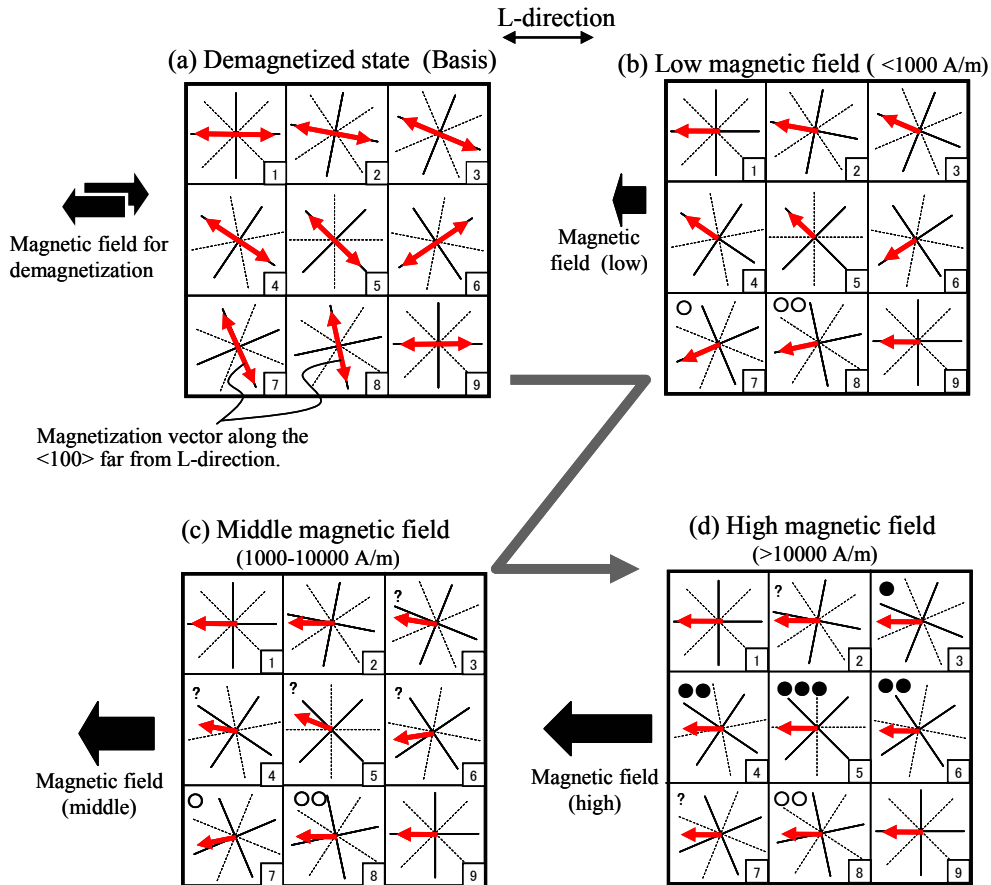 L-direction
(a) Demagnetized state (Basis)
1
2
3
4
5
6
7
8
9
Magnetic field for
demagnetization
Magnetization vector along the
<100> far from L-direction.
(b) Low magnetic field ( <1000 A/m)
1
2
3
4
5
6
7
8
9
Magnetic
field (low)
(c) Middle magnetic field
(1000-10000 A/m)
1
2
?
3
?
4
?
5
?
6
7
8
9
Magnetic field
(middle)
(d) High magnetic field
(>10000 A/m)
1
?
2
3
4
5
6
?
7
8
9
Magnetic field
(high)